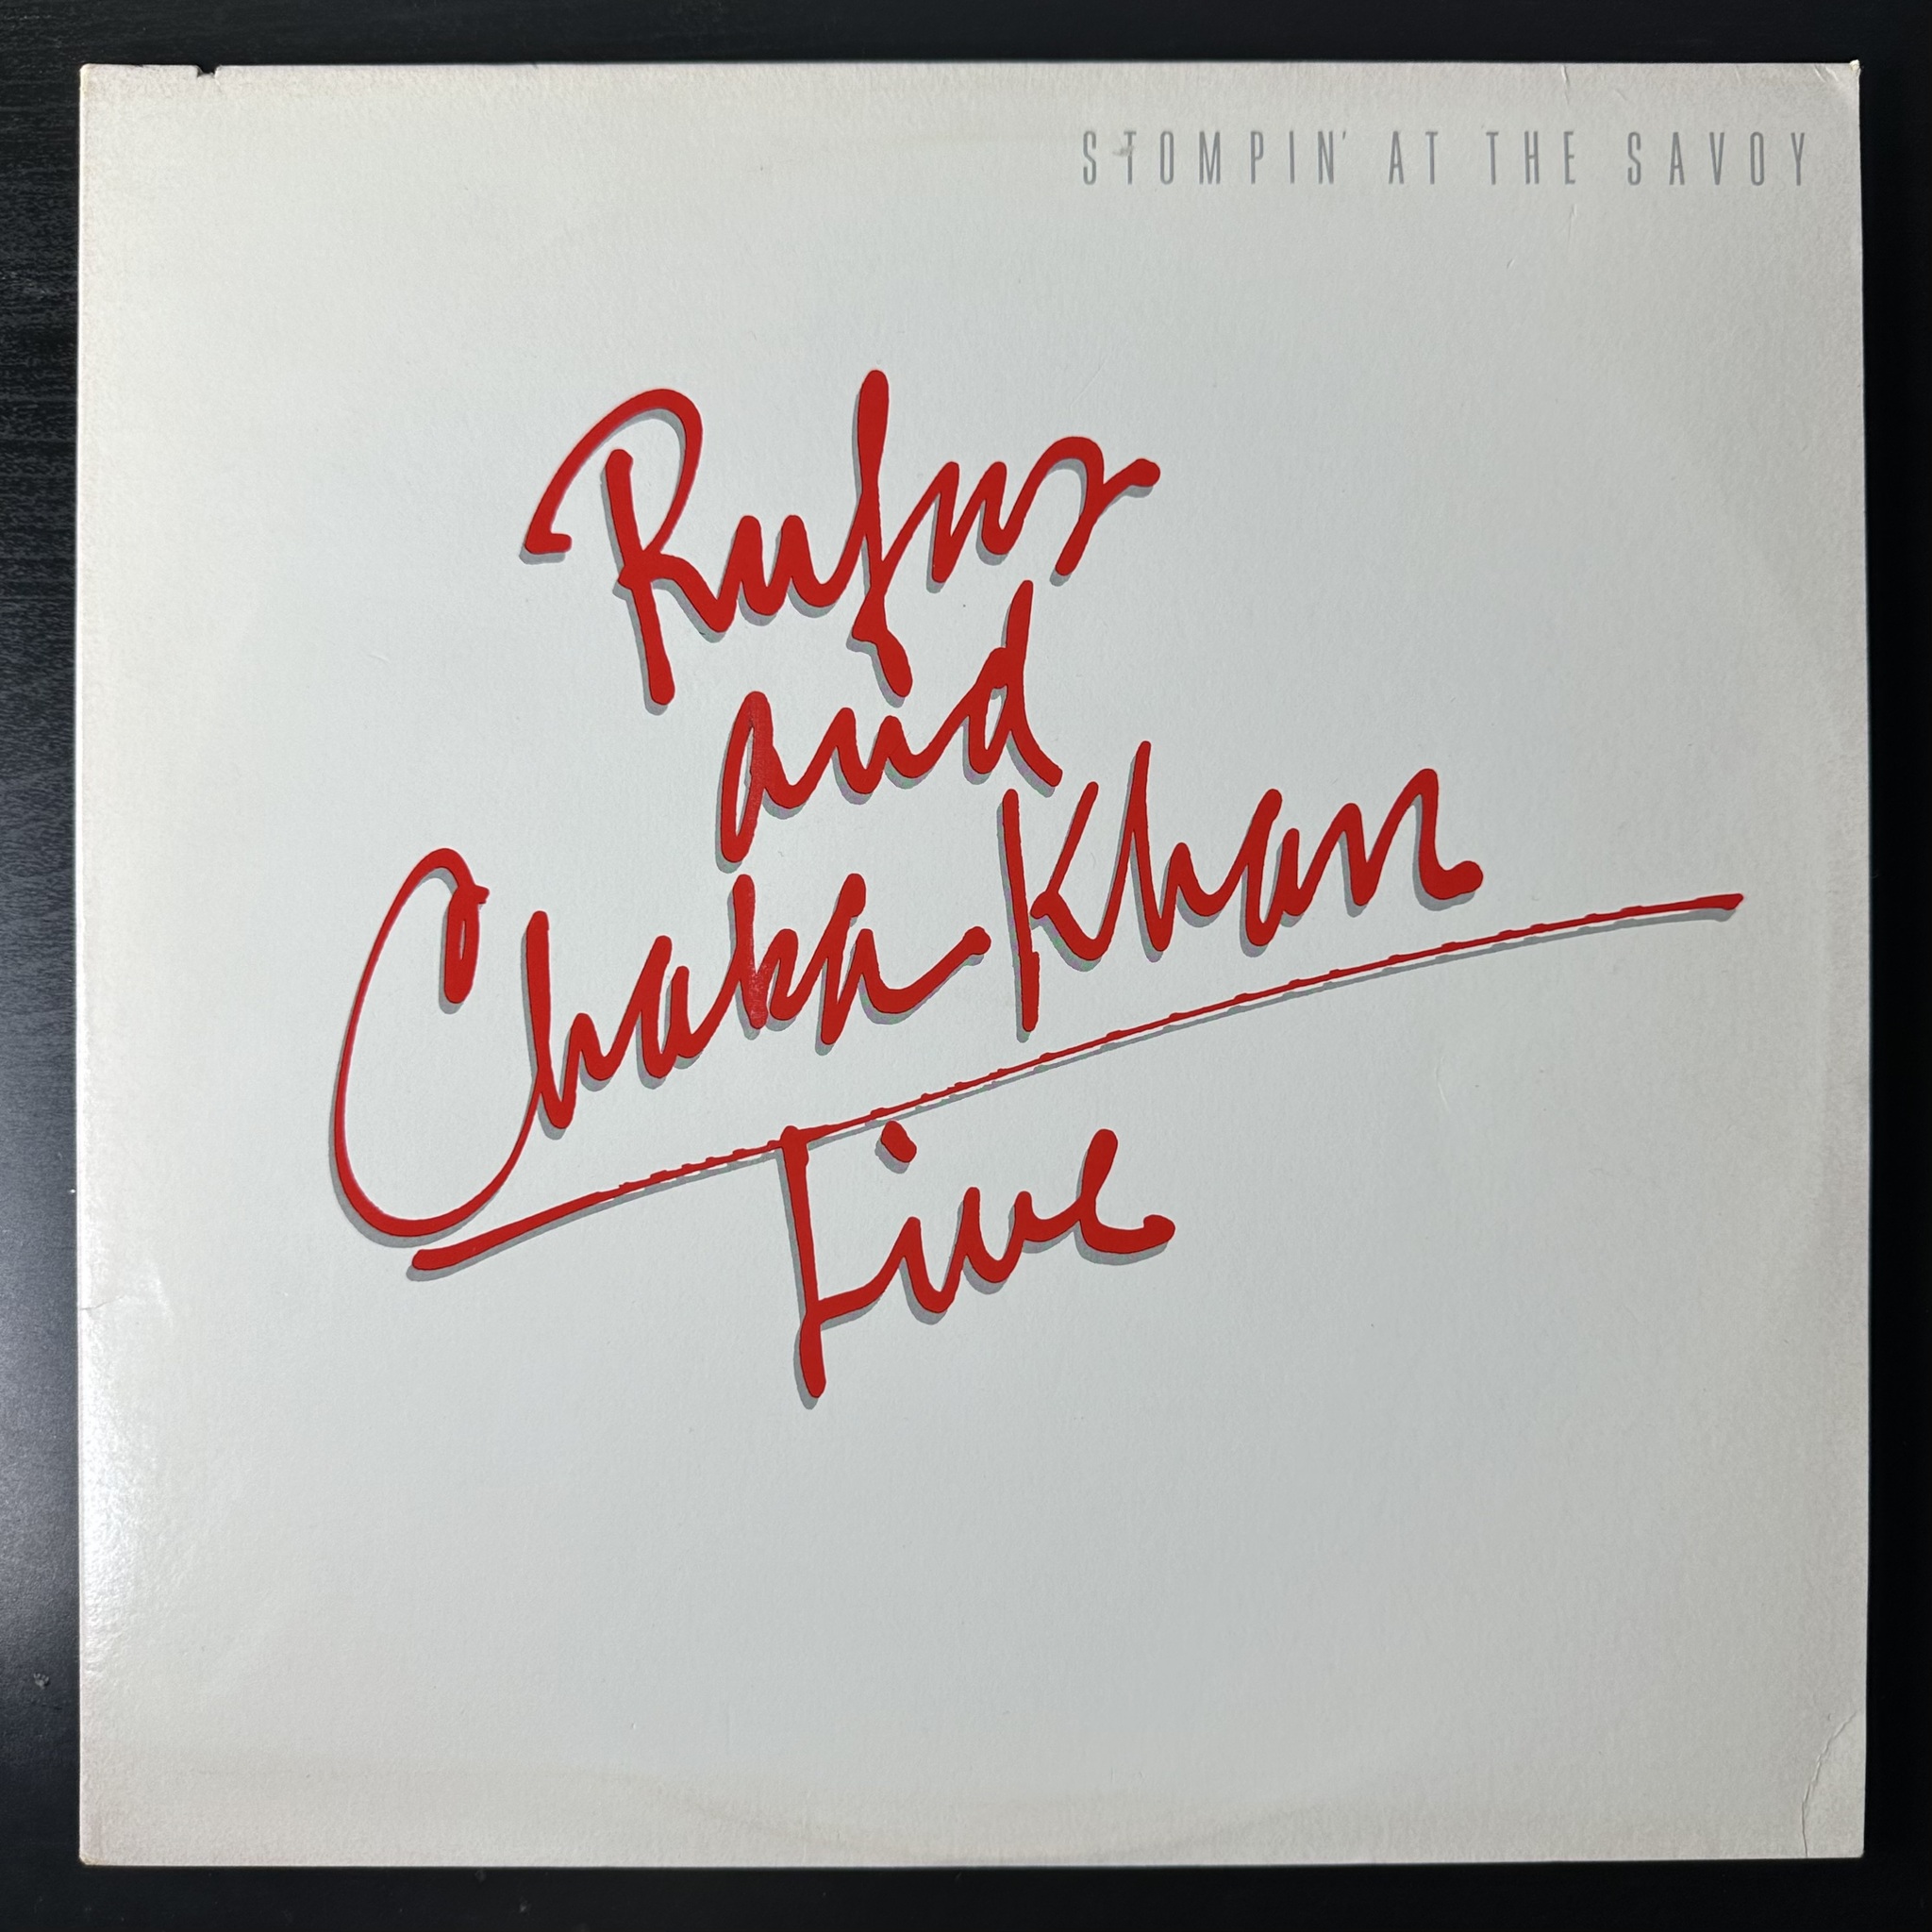 STOMPIN' AT THE SAVOY
Rufus
and
Chaka Khan
Live